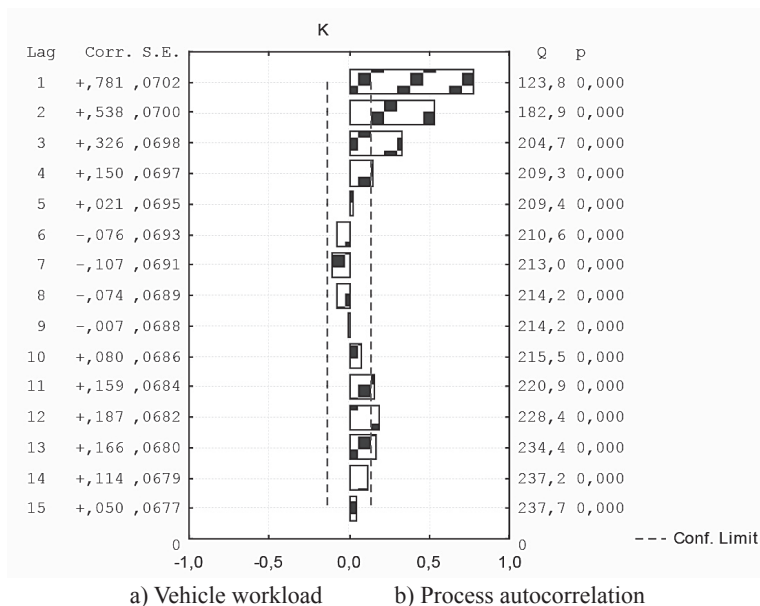 K
Lag Corr. S.E. Q p
1 +,781 ,0702 123,8 0,000
2 +,538 ,0700 182,9 0,000
3 +,326 ,0698 204,7 0,000
4 +,150 ,0697 209,3 0,000
5 +,021 ,0695 209,4 0,000
6 -,076 ,0693 210,6 0,000
7 -,107 ,0691 213,0 0,000
8 -,074 ,0689 214,2 0,000
9 -,007 ,0688 214,2 0,000
10 +,080 ,0686 215,5 0,000
11 +,159 ,0684 220,9 0,000
12 +,187 ,0682 228,4 0,000
13 +,166 ,0680 234,4 0,000
14 +,114 ,0679 237,2 0,000
15 +,050 ,0677 237,7 0,000
0 0
-1,0 -0,5 0,0 0,5 1,0
Conf. Limit
a) Vehicle workload b) Process autocorrelation